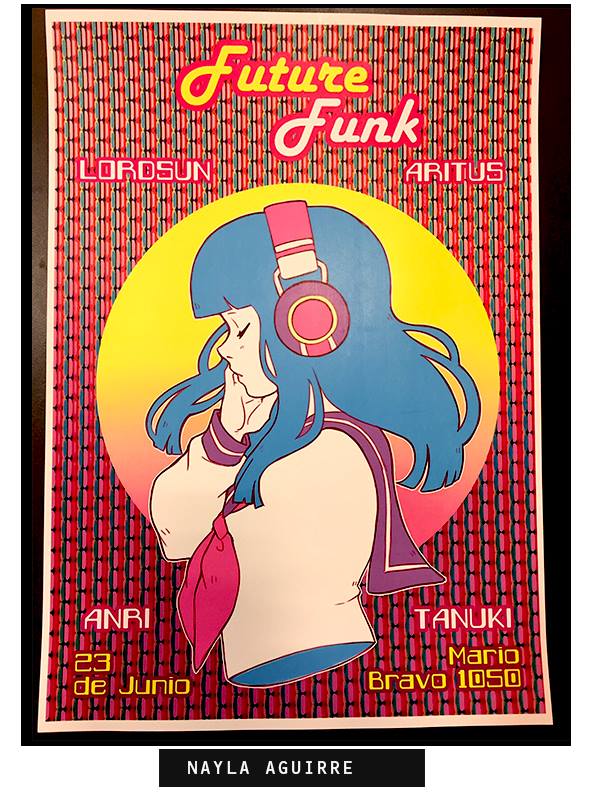 Future
Funk
LORDSUN
ARITUS
ANRI
TANUKI
23
de Junio
Mario
Bravo 1050
NAYLA AGUIRRE